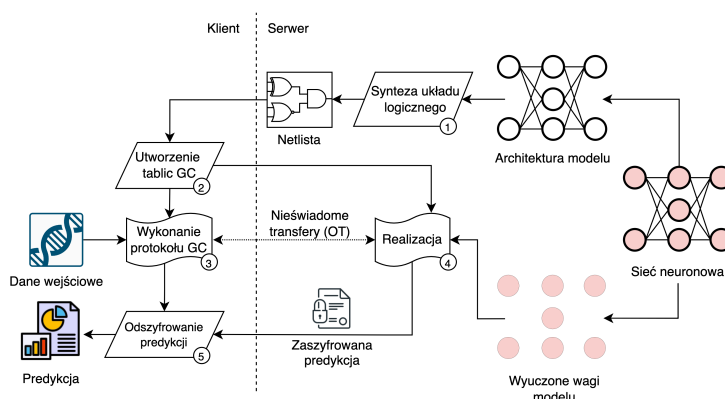 Klient
Serwer
Synteza układu
logicznego
1
Netlista
Architektura modelu
Utworzenie
tablic GC
2
Nieświadome
transfery (OT)
Wykonanie
protokołu GC
3
Realizacja
4
Sieć neuronowa
Dane wejściowe
Odszyfrowanie
predykcji
5
Zaszyfrowana
predykcja
Predykcja
Wyuczone wagi
modelu